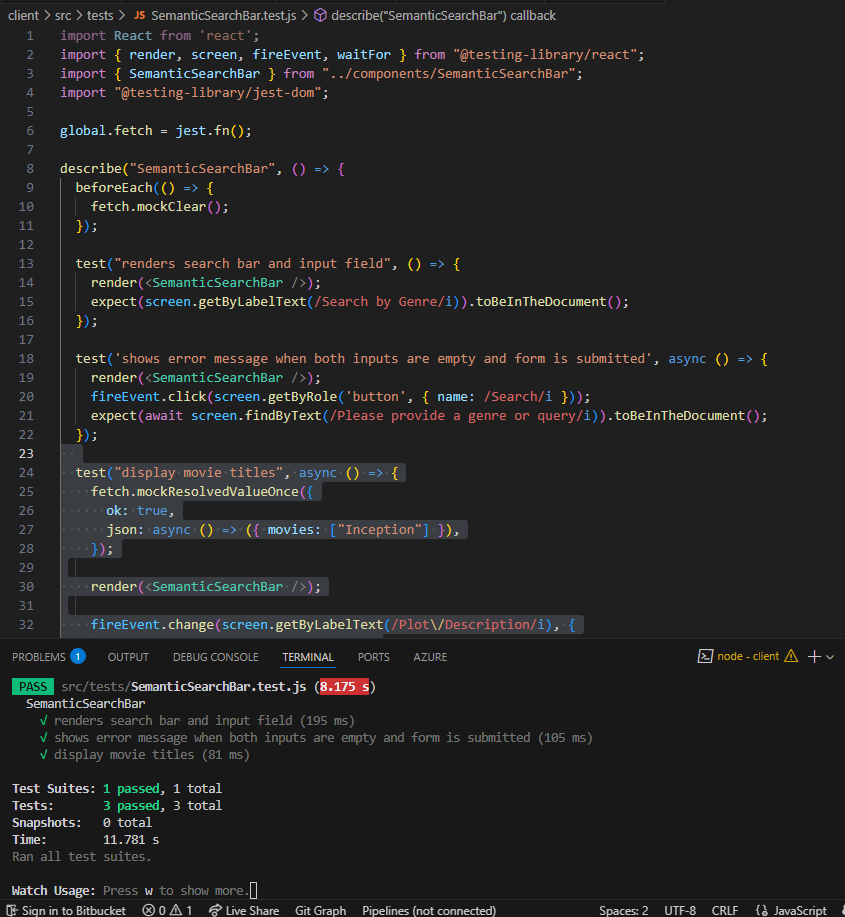 client > src > tests > JS SemanticSearchBar.test.js > describe("SemanticSearchBar") callback
1 import React from 'react';
2 import { render, screen, fireEvent, waitFor } from "@testing-library/react";
3 import { SemanticSearchBar } from "../components/SemanticSearchBar";
4 import "@testing-library/jest-dom";
5
6 global.fetch = jest.fn();
7
8 describe("SemanticSearchBar", () => {
9 beforeEach(() => {
10 fetch.mockClear();
11 });
12
13 test("renders search bar and input field", () => {
14 render(<SemanticSearchBar />);
15 expect(screen.getByLabelText(/Search by Genre/i)).toBeInTheDocument();
16 });
17
18 test('shows error message when both inputs are empty and form is submitted', async () => {
19 render(<SemanticSearchBar />);
20 fireEvent.click(screen.getByRole('button', { name: /Search/i }));
21 expect(await screen.findByText(/Please provide a genre or query/i)).toBeInTheDocument();
22 });
23
24 test("display movie titles", async () => {
25 fetch.mockResolvedValueOnce({
26 ok: true,
27 json: async () => ({ movies: ["Inception"] }),
28 });
29
30 render(<SemanticSearchBar />);
31
32 fireEvent.change(screen.getByLabelText(/Plot\/Description/i), {
PROBLEMS 1 OUTPUT DEBUG CONSOLE TERMINAL PORTS AZURE node - client
PASS src/tests/SemanticSearchBar.test.js (8.175 s)
SemanticSearchBar
√ renders search bar and input field (195 ms)
√ shows error message when both inputs are empty and form is submitted (105 ms)
√ display movie titles (81 ms)
Test Suites: 1 passed, 1 total
Tests: 3 passed, 3 total
Snapshots: 0 total
Time: 11.781 s
Ran all test suites.
Watch Usage: Press w to show more.
Sign in to Bitbucket 0 1 Live Share Git Graph Pipelines (not connected) Spaces: 2 UTF-8 CRLF {} JavaScript